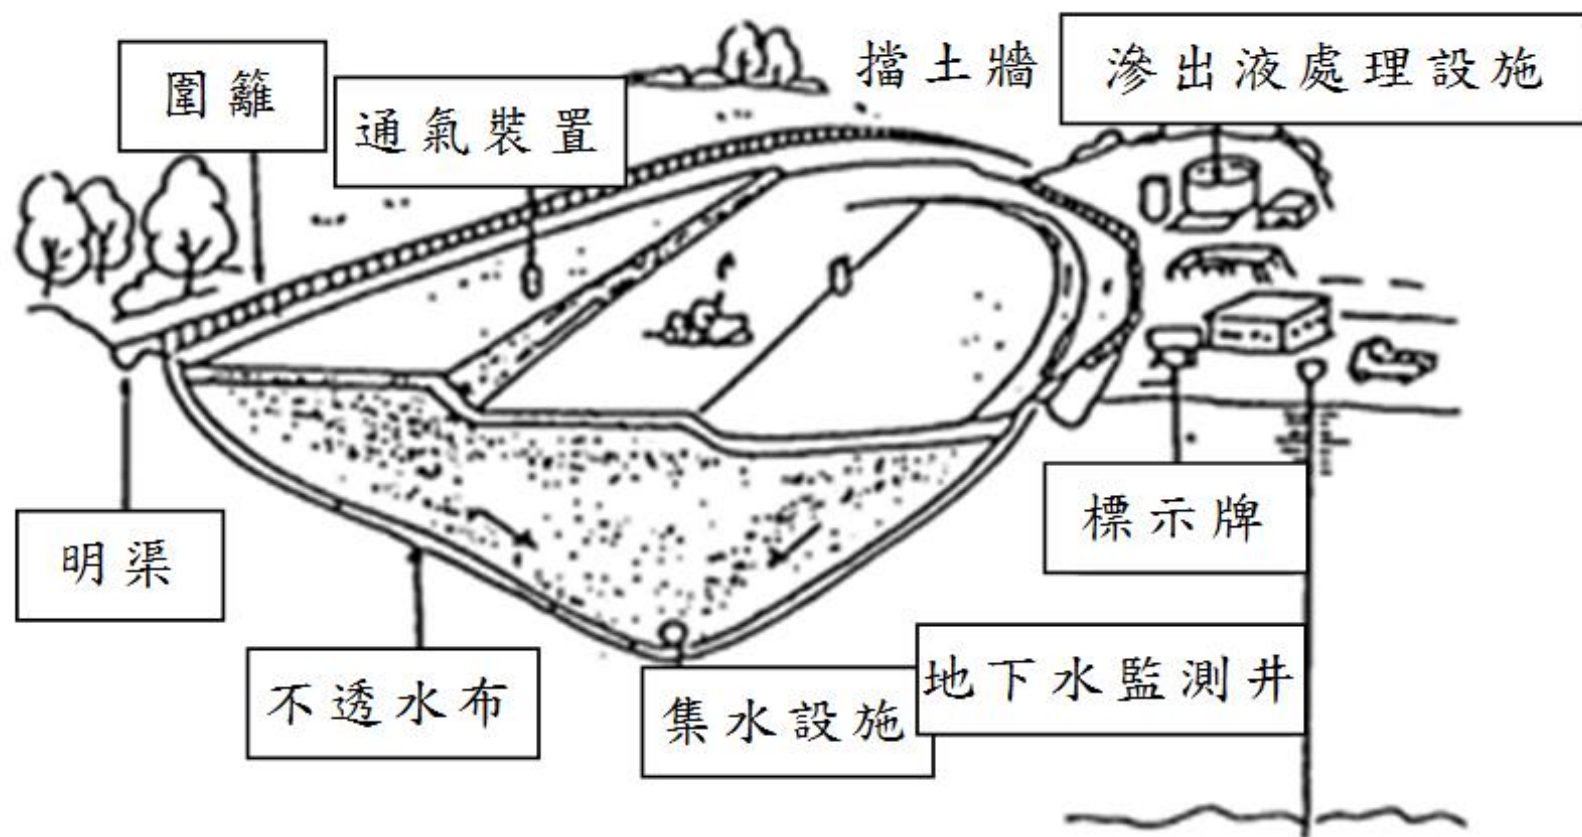 圍籬
通氣裝置
擋土牆
滲出液處理設施
明渠
不透水布
集水設施
標示牌
地下水監測井